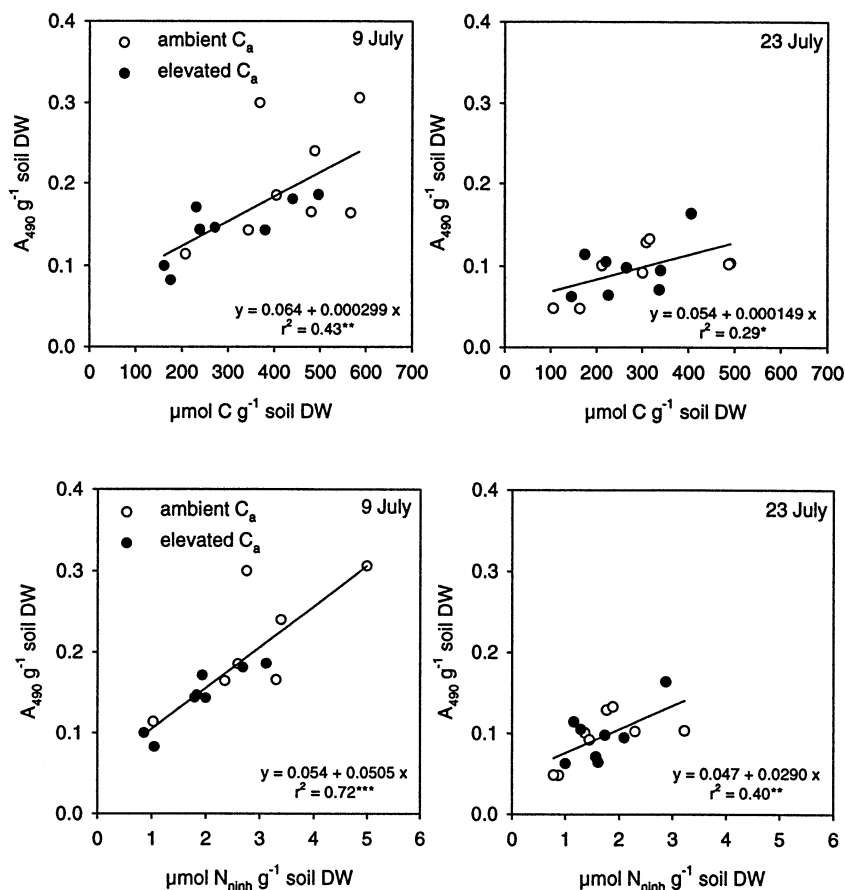 ambient Cₐ
elevated Cₐ
9 July
A₄₉₀ g⁻¹ soil DW
0.4
0.3
0.2
0.1
0.0
y = 0.064 + 0.000299 x
r² = 0.43**
0 100 200 300 400 500 600 700
µmol C g⁻¹ soil DW
23 July
A₄₉₀ g⁻¹ soil DW
0.4
0.3
0.2
0.1
0.0
y = 0.054 + 0.000149 x
r² = 0.29*
0 100 200 300 400 500 600 700
µmol C g⁻¹ soil DW
ambient Cₐ
elevated Cₐ
9 July
A₄₉₀ g⁻¹ soil DW
0.4
0.3
0.2
0.1
0.0
y = 0.054 + 0.0505 x
r² = 0.72***
0 1 2 3 4 5 6
µmol Nninh g⁻¹ soil DW
23 July
A₄₉₀ g⁻¹ soil DW
0.4
0.3
0.2
0.1
0.0
y = 0.047 + 0.0290 x
r² = 0.40**
0 1 2 3 4 5 6
µmol Nninh g⁻¹ soil DW